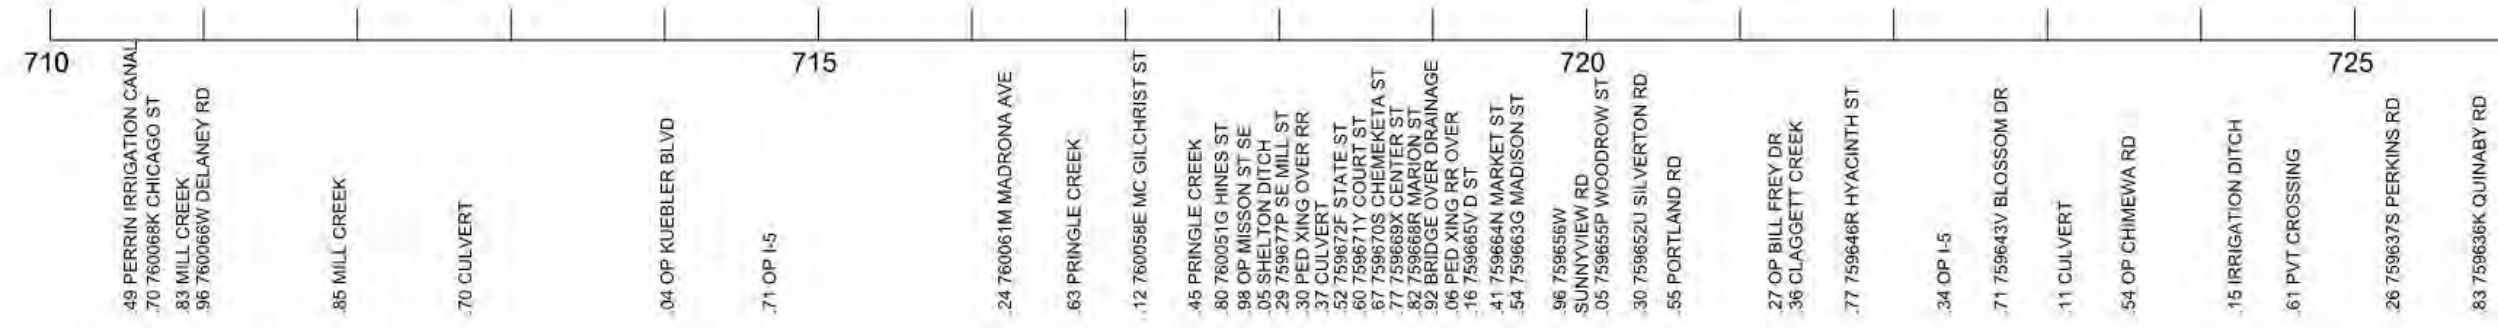 710
715
720
725
.49 PERRIN IRRIGATION CANAL
.70 760068K CHICAGO ST
.83 MILL CREEK
.96 760066W DELANEY RD
.85 MILL CREEK
.70 CULVERT
.04 OP KUEBLER BLVD
.71 OP I-5
.24 760061M MADRONA AVE
.63 PRINGLE CREEK
.12 760058E MC GILCHRIST ST
.45 PRINGLE CREEK
.80 760051G HINES ST
.98 OP MISSON ST SE
.05 SHELTON DITCH
.29 759677P SE MILL ST
.30 PED XING OVER RR
.37 CULVERT
.52 759672F STATE ST
.60 759671Y COURT ST
.67 759670S CHEMEKETA ST
.77 759669X CENTER ST
.82 759668R MARION ST
.92 BRIDGE OVER DRAINAGE
.06 PED XING RR OVER
.16 759665V D ST
.41 759664N MARKET ST
.54 759663G MADISON ST
.96 759656W
SUNNYVIEW RD
.05 759655P WOODROW ST
.30 759652U SILVERTON RD
.55 PORTLAND RD
.27 OP BILL FREY DR
.36 CLAGGETT CREEK
.77 759646R HYACINTH ST
.34 OP I-5
.71 759643V BLOSSOM DR
.11 CULVERT
.54 OP CHIMEWA RD
.15 IRRIGATION DITCH
.61 PVT CROSSING
.26 759637S PERKINS RD
.83 759636K QUINABY RD